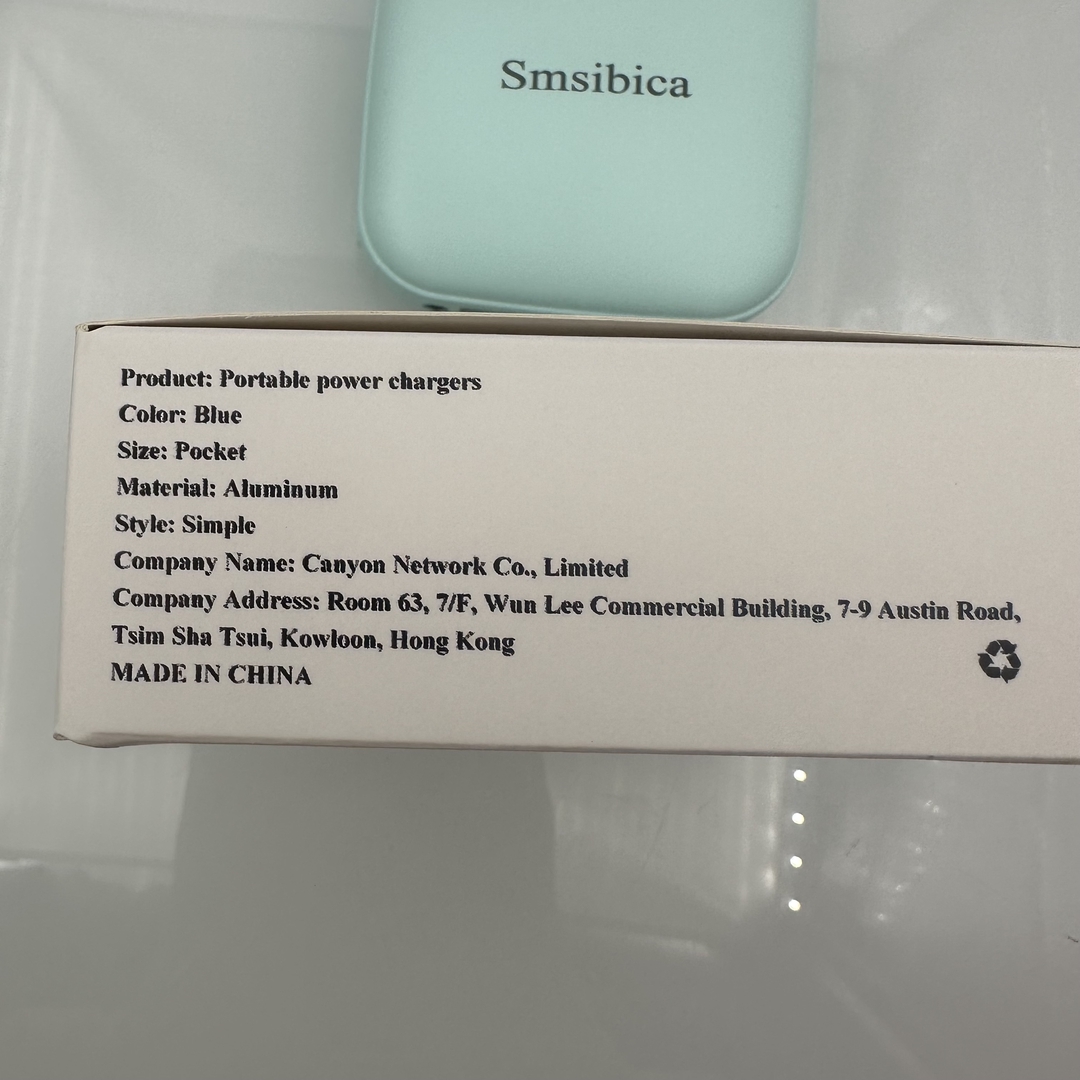 Smsibica
Product: Portable power chargers
Color: Blue
Size: Pocket
Material: Aluminum
Style: Simple
Company Name: Canyon Network Co., Limited
Company Address: Room 63, 7/F, Wun Lee Commercial Building, 7-9 Austin Road,
Tsim Sha Tsui, Kowloon, Hong Kong
MADE IN CHINA